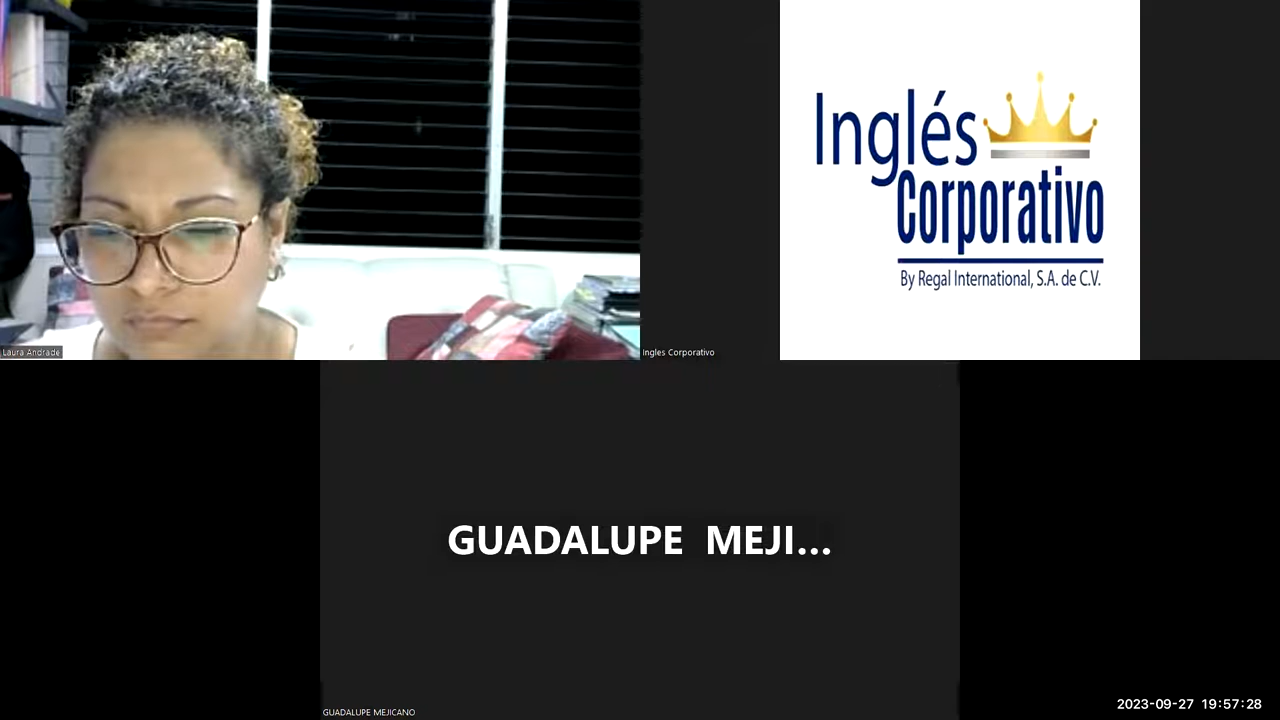 Inglés
Corporativo
By Regal International, S.A. de C.V.
Laura Andrade
Ingles Corporativo
GUADALUPE MEJI...
GUADALUPE MEJICANO
2023-09-27 19:57:28